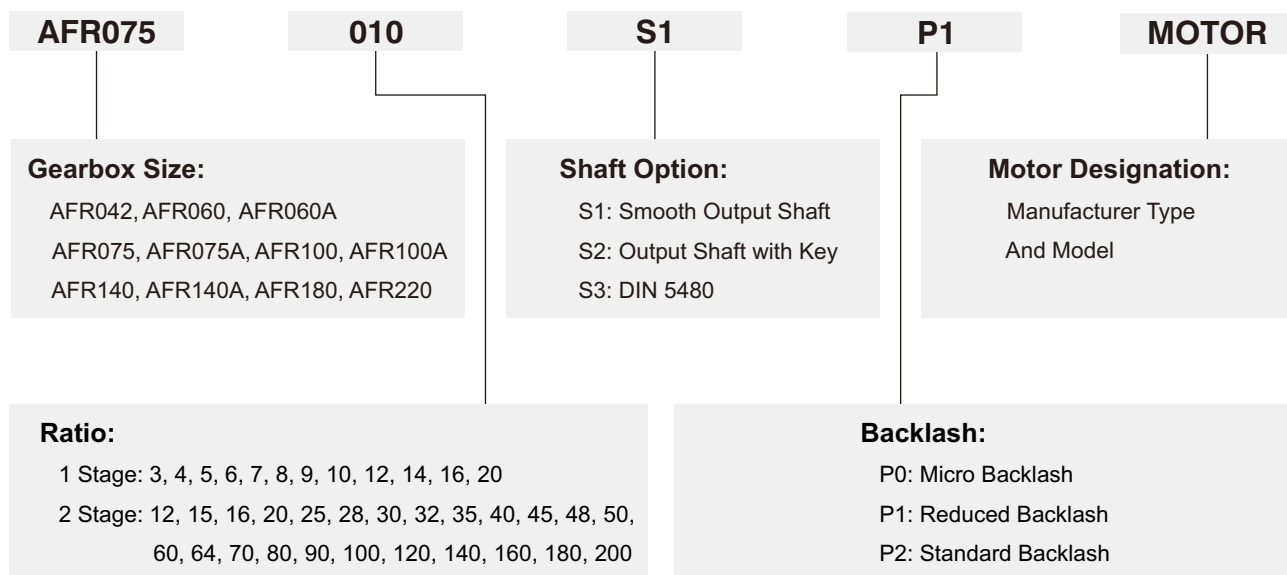 AFR075 010 S1 P1 MOTOR
Gearbox Size:
AFR042, AFR060, AFR060A
AFR075, AFR075A, AFR100, AFR100A
AFR140, AFR140A, AFR180, AFR220
Shaft Option:
S1: Smooth Output Shaft
S2: Output Shaft with Key
S3: DIN 5480
Motor Designation:
Manufacturer Type
And Model
Ratio:
1 Stage: 3, 4, 5, 6, 7, 8, 9, 10, 12, 14, 16, 20
2 Stage: 12, 15, 16, 20, 25, 28, 30, 32, 35, 40, 45, 48, 50,
60, 64, 70, 80, 90, 100, 120, 140, 160, 180, 200
Backlash:
P0: Micro Backlash
P1: Reduced Backlash
P2: Standard Backlash